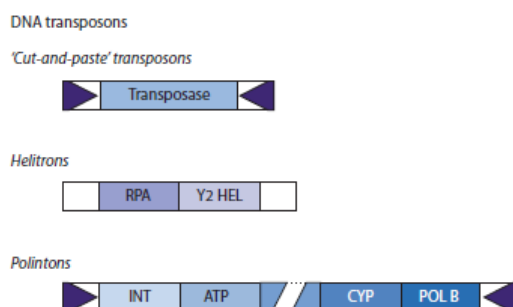 DNA transposons
'Cut-and-paste' transposons
Transposase
Helitrons
RPA Y2 HEL
Polintons
INT ATP CYP POL B